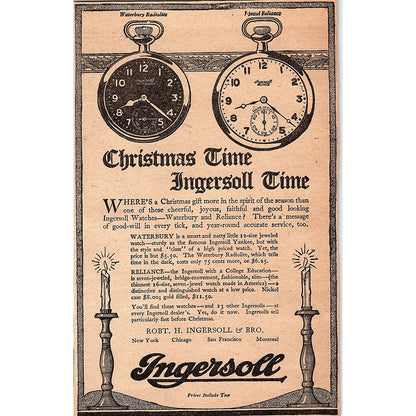 Waterbury Radiolite 7-Jewel Reliance
Christmas Time
Ingersoll Time
WHERE'S a Christmas gift more in the spirit of the season than
one of these cheerful, joyous, faithful and good looking
Ingersoll Watches—Waterbury and Reliance? There's a message
of good-will in every tick, and year-round accurate service, too.
WATERBURY is a smart and natty little 11-size jeweled
watch—sturdy as the famous Ingersoll Yankee, but with
the style and "class" of a high priced watch. Yet, the
price is but $5.50. The Waterbury Radiolite, which tells
time in the dark, costs only 75 cents more, or $6.25.
RELIANCE—the Ingersoll with a College Education—
is seven-jeweled, bridge-movement, fashionable, slim—(the
thinnest 16-size, seven-jewel watch made in America)—a
distinctive and distinguished watch at a low price. Nickel
case $8.00; gold filled, $11.50.
You'll find these watches—and 13 other Ingersolls—at
every Ingersoll dealer's. Yes, do it now. Ingersolls sell
particularly fast before Christmas.
ROBT. H. INGERSOLL & BRO.
New York Chicago San Francisco Montreal
Ingersoll
Prices Include Tax